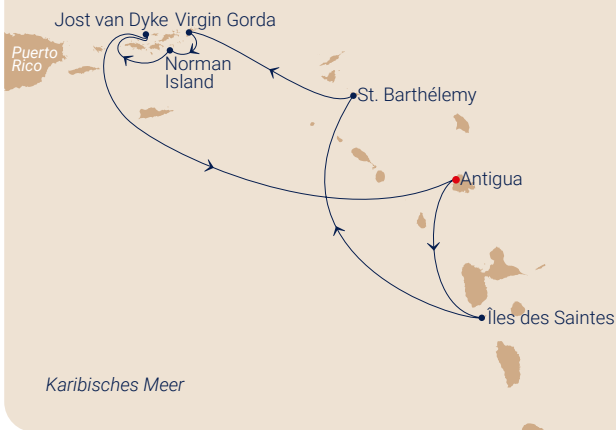 Jost van Dyke
Virgin Gorda
Puerto
Rico
Norman
Island
St. Barthélemy
Antigua
Îles des Saintes
Karibisches Meer